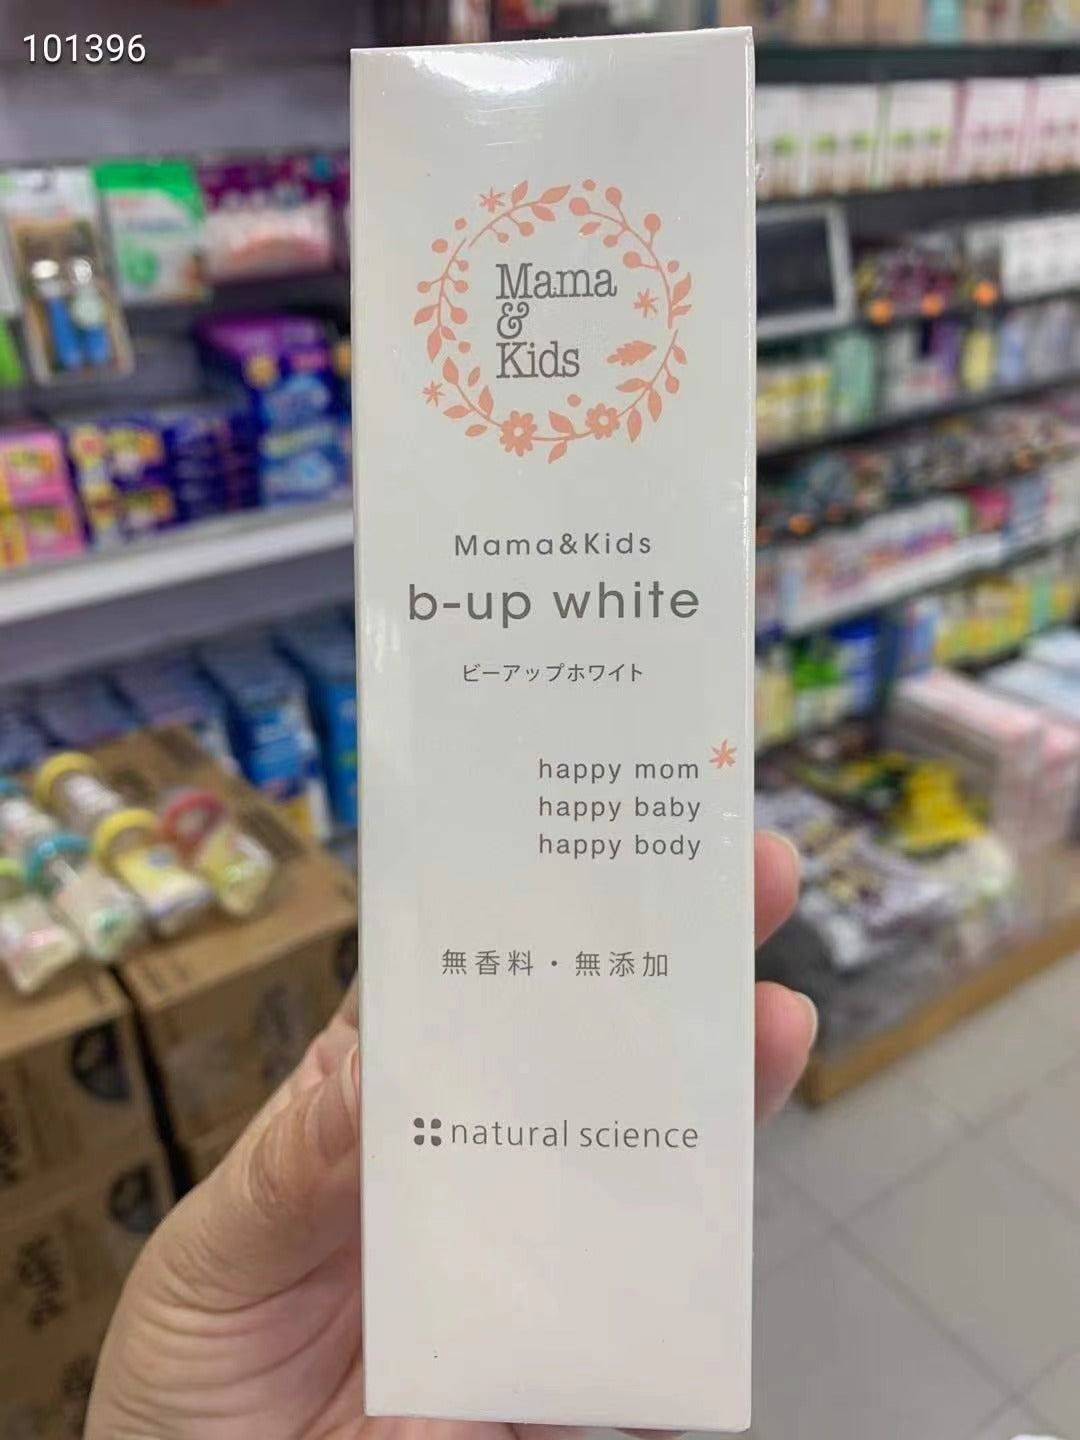 101396
Mama
&
Kids
Mama&Kids
b-up white
ビーアップホワイト
happy mom
happy baby
happy body
無香料・無添加
natural science